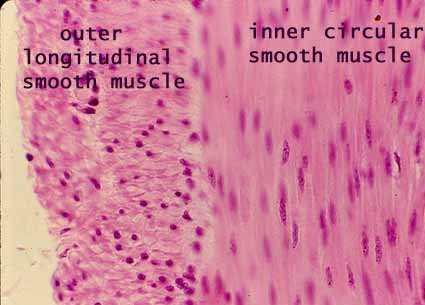 outer
longitudinal
smooth muscle
inner circular
smooth muscle